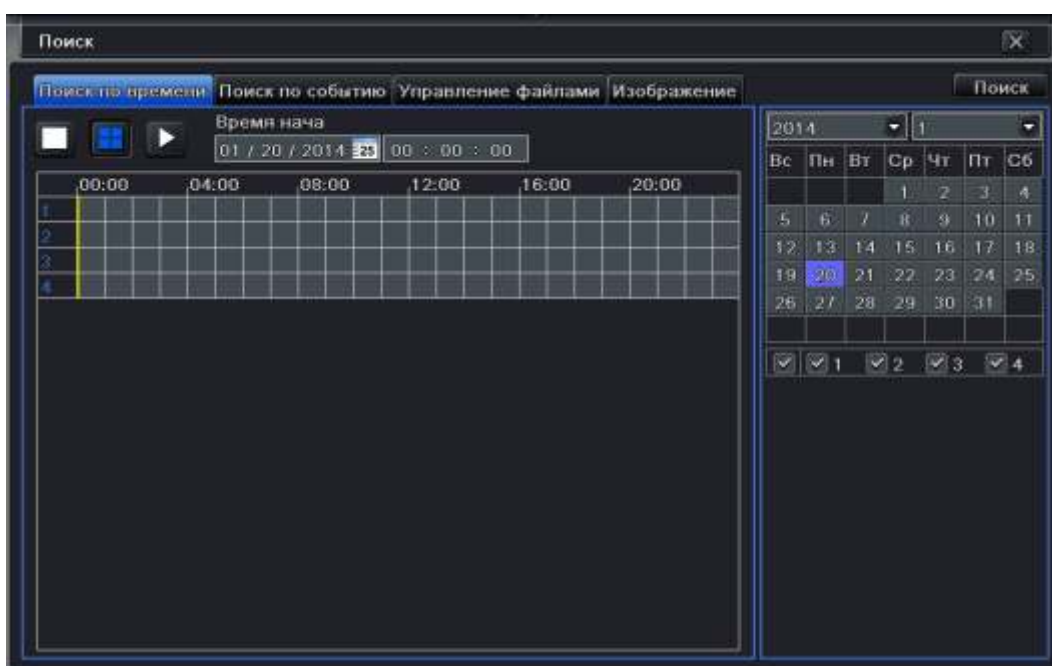 Поиск
Поиск по времени Поиск по событию Управление файлами Изображение Поиск
Время нача
01 / 20 / 2014 25 00 : 00 : 00
00:00 04:00 08:00 12:00 16:00 20:00
1
2
3
4
2014 1
Вс Пн Вт Ср Чт Пт Сб
1 2 3 4
5 6 7 8 9 10 11
12 13 14 15 16 17 18
19 20 21 22 23 24 25
26 27 28 29 30 31
1 2 3 4